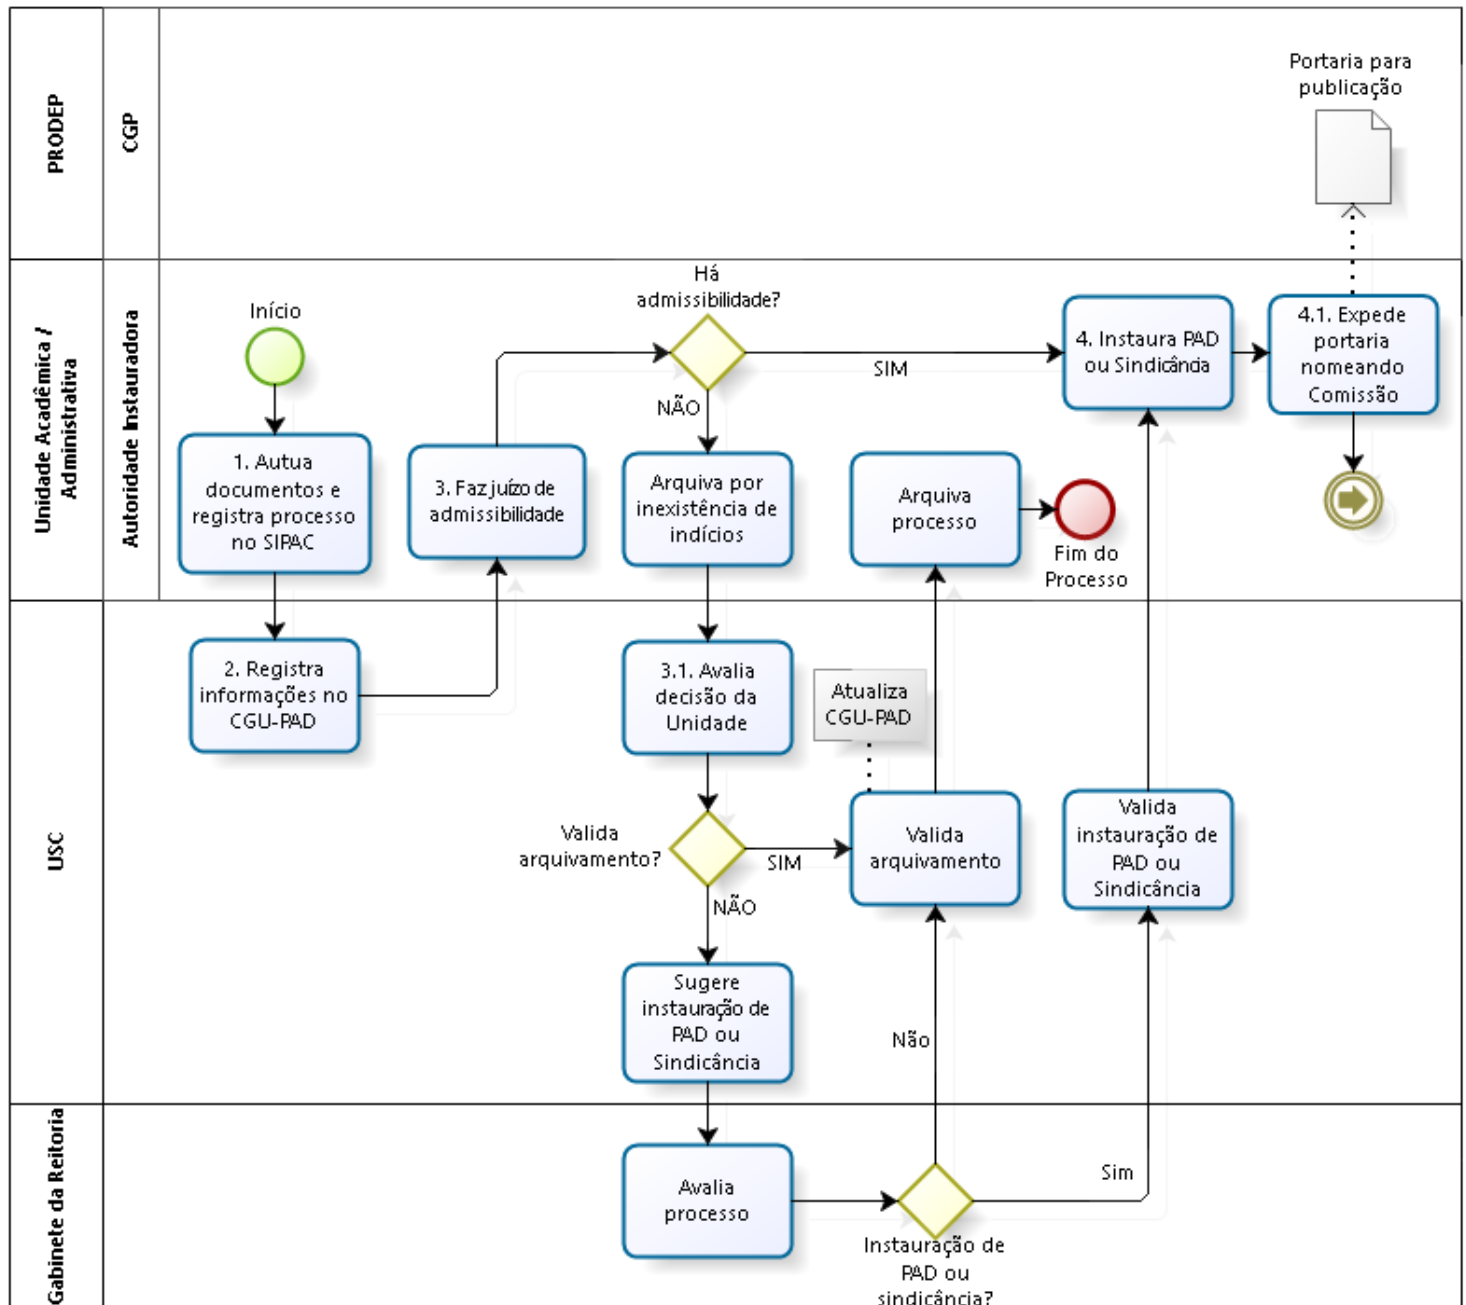 PRODEP
CGP
Portaria para
publicação
Unidade Acadêmica /
Administrativa
Autoridade Instauradora
Início
1. Autua
documentos e
registra processo
no SIPAC
3. Faz juízo de
admissibilidade
Há
admissibilidade?
SIM
NÃO
Arquiva por
inexistência de
indícios
Arquiva
processo
Fim do
Processo
4. Instaura PAD
ou Sindicância
4.1. Expede
portaria
nomeando
Comissão
USC
2. Registra
informações no
CGU-PAD
3.1. Avalia
decisão da
Unidade
Atualiza
CGU-PAD
Valida
arquivamento?
SIM
NÃO
Valida
arquivamento
Valida
instauração de
PAD ou
Sindicância
Sugere
instauração de
PAD ou
Sindicância
Não
Sim
Gabinete da Reitoria
Avalia
processo
Instauração de
PAD ou
sindicância?